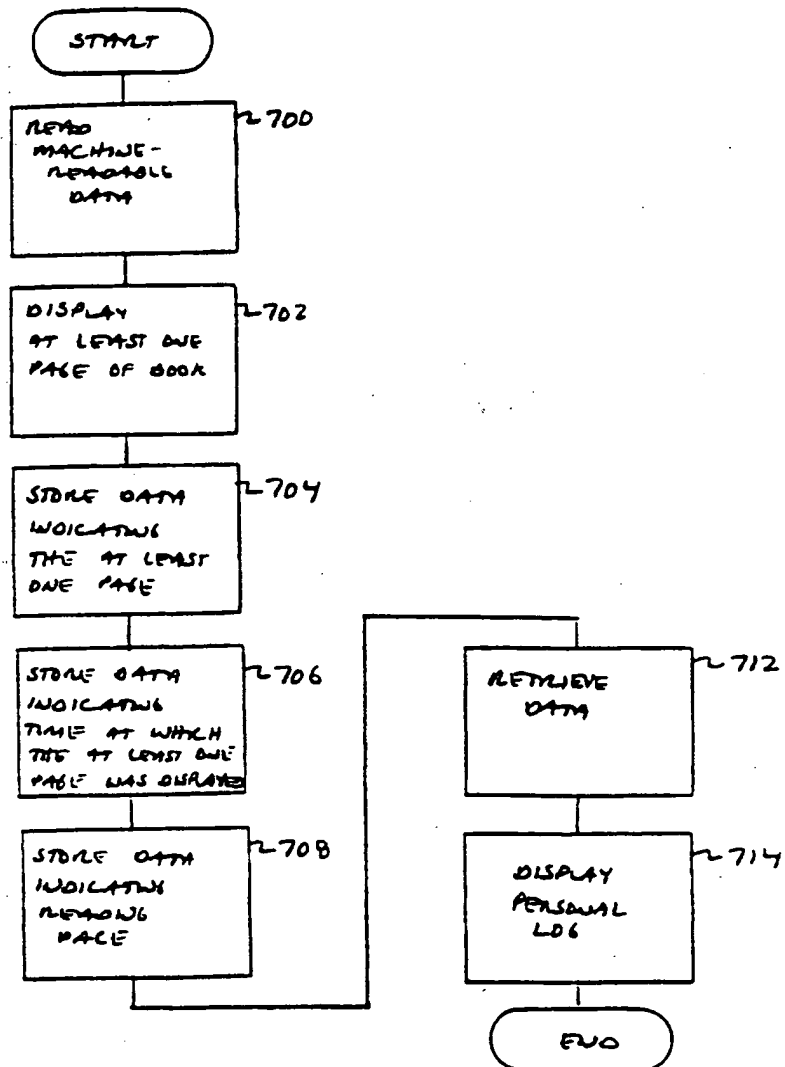 START
700
READ
MACHINE-
READABLE
DATA
702
DISPLAY
AT LEAST ONE
PAGE OF BOOK
704
STORE DATA
INDICATING
THE AT LEAST
ONE PAGE
706
STORE DATA
INDICATING
TIME AT WHICH
THE AT LEAST ONE
PAGE WAS DISPLAYED
708
STORE DATA
INDICATING
READING
PACE
712
RETRIEVE
DATA
714
DISPLAY
PERSONAL
LOG
END